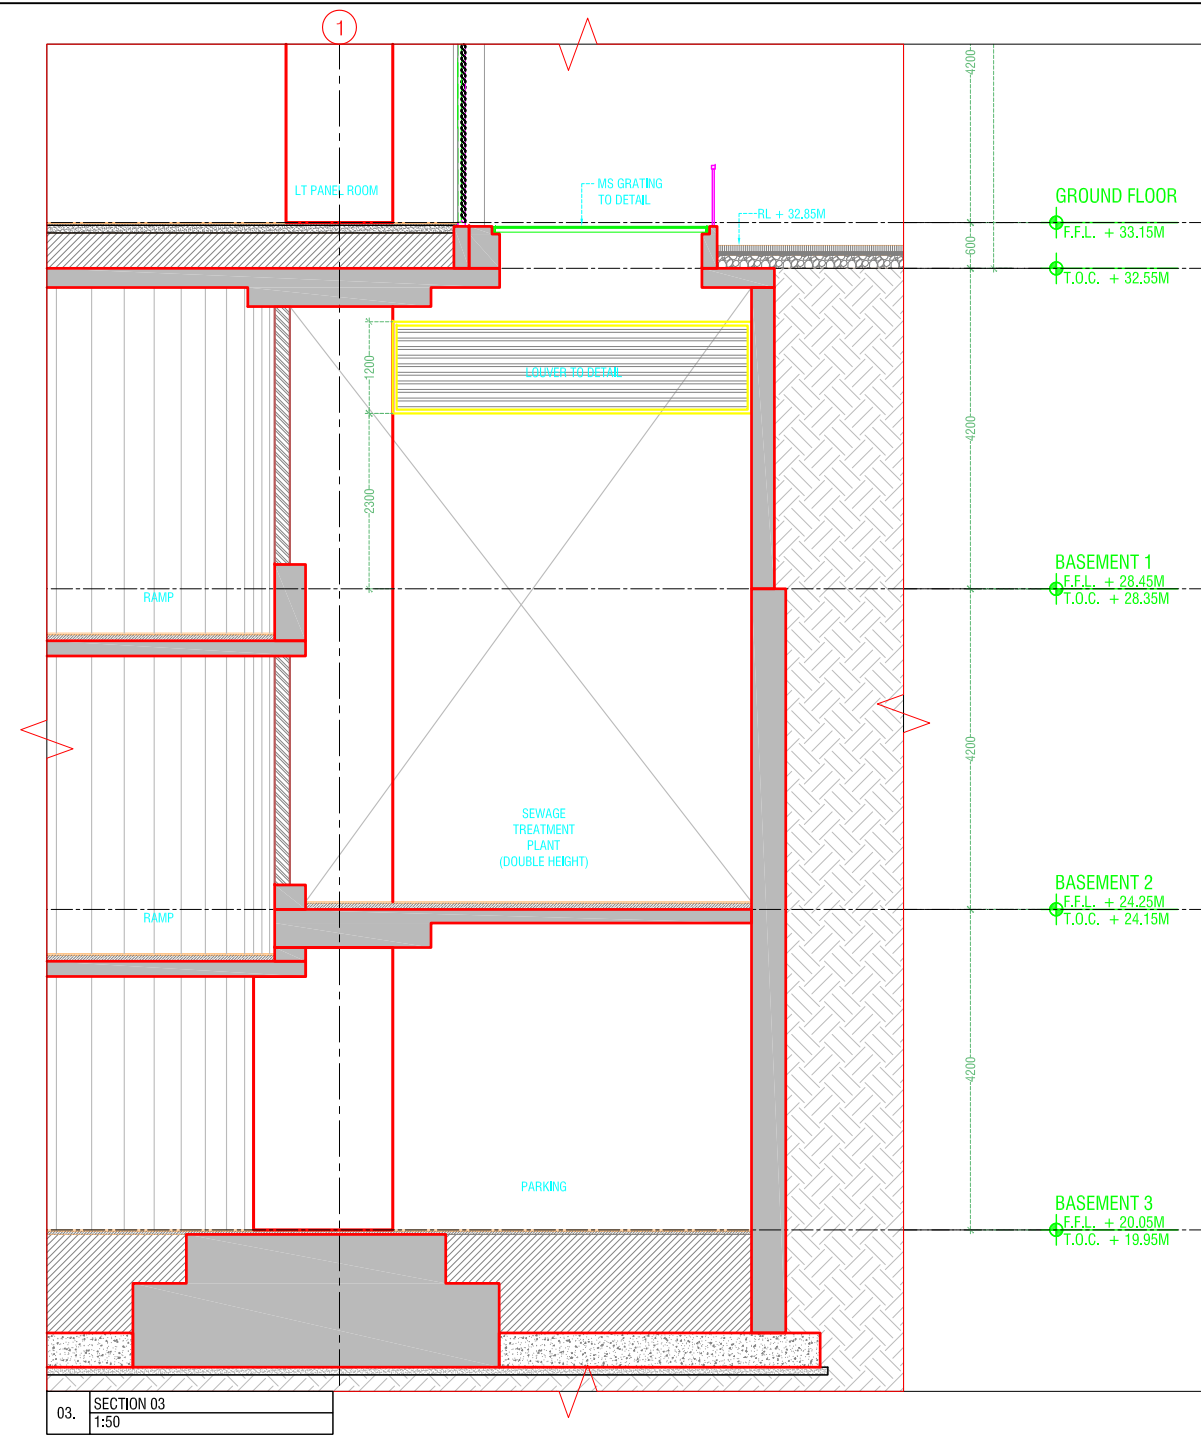 1
4200
LT PANEL ROOM
MS GRATING
TO DETAIL
RL + 32.85M
GROUND FLOOR
F.F.L. + 33.15M
600
T.O.C. + 32.55M
1200
LOUVER TO DETAIL
4200
2300
BASEMENT 1
F.F.L. + 28.45M
T.O.C. + 28.35M
RAMP
4200
SEWAGE
TREATMENT
PLANT
(DOUBLE HEIGHT)
BASEMENT 2
F.F.L. + 24.25M
T.O.C. + 24.15M
RAMP
4200
PARKING
BASEMENT 3
F.F.L. + 20.05M
T.O.C. + 19.95M
03.
SECTION 03
1:50